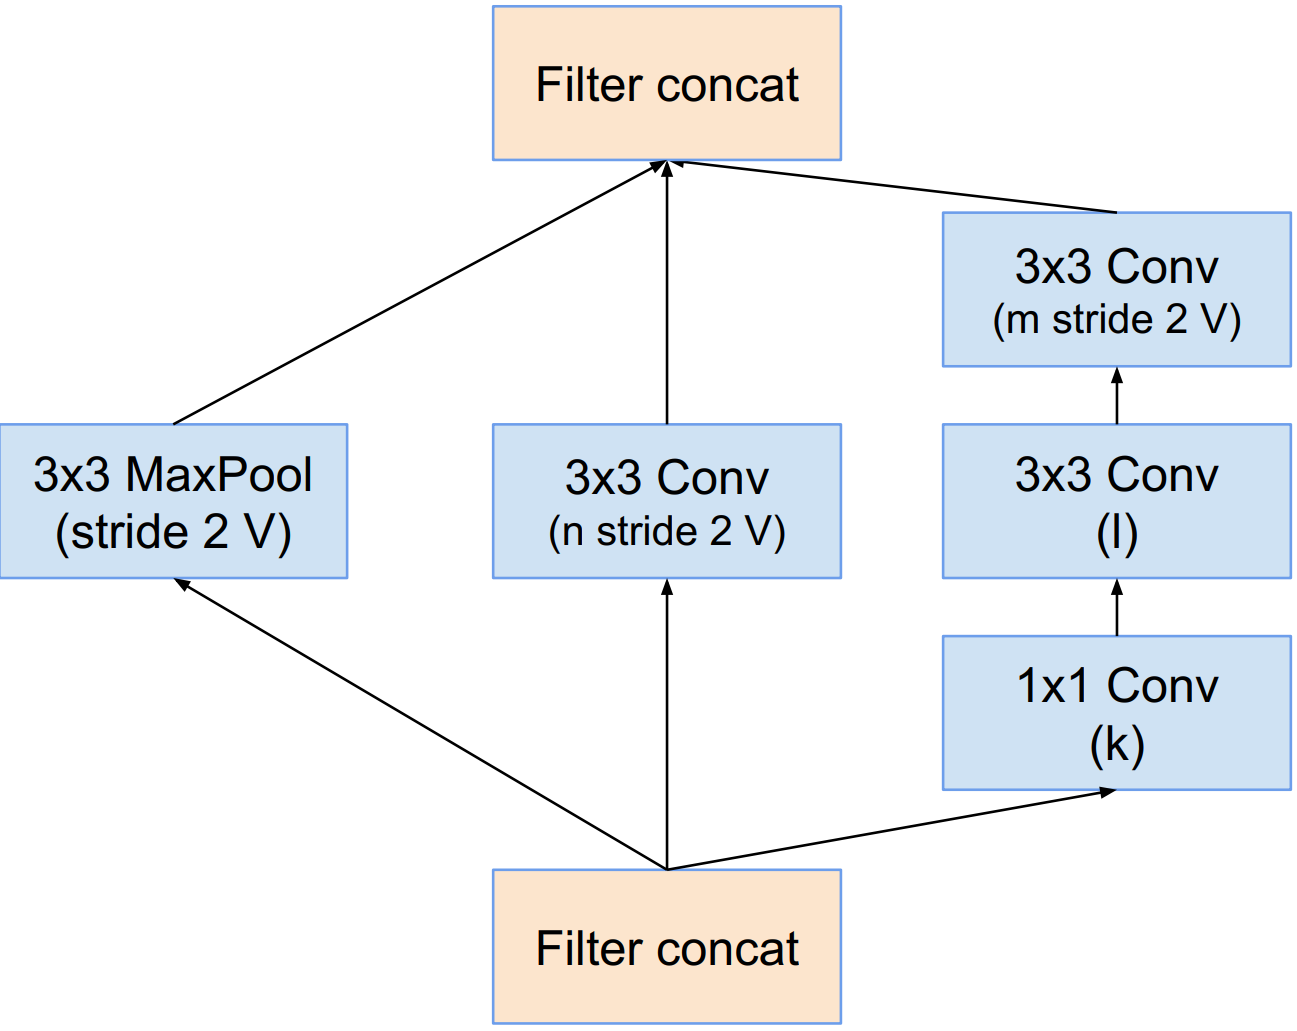 Filter concat
3x3 Conv
(m stride 2 V)
3x3 MaxPool
(stride 2 V)
3x3 Conv
(n stride 2 V)
3x3 Conv
(l)
1x1 Conv
(k)
Filter concat